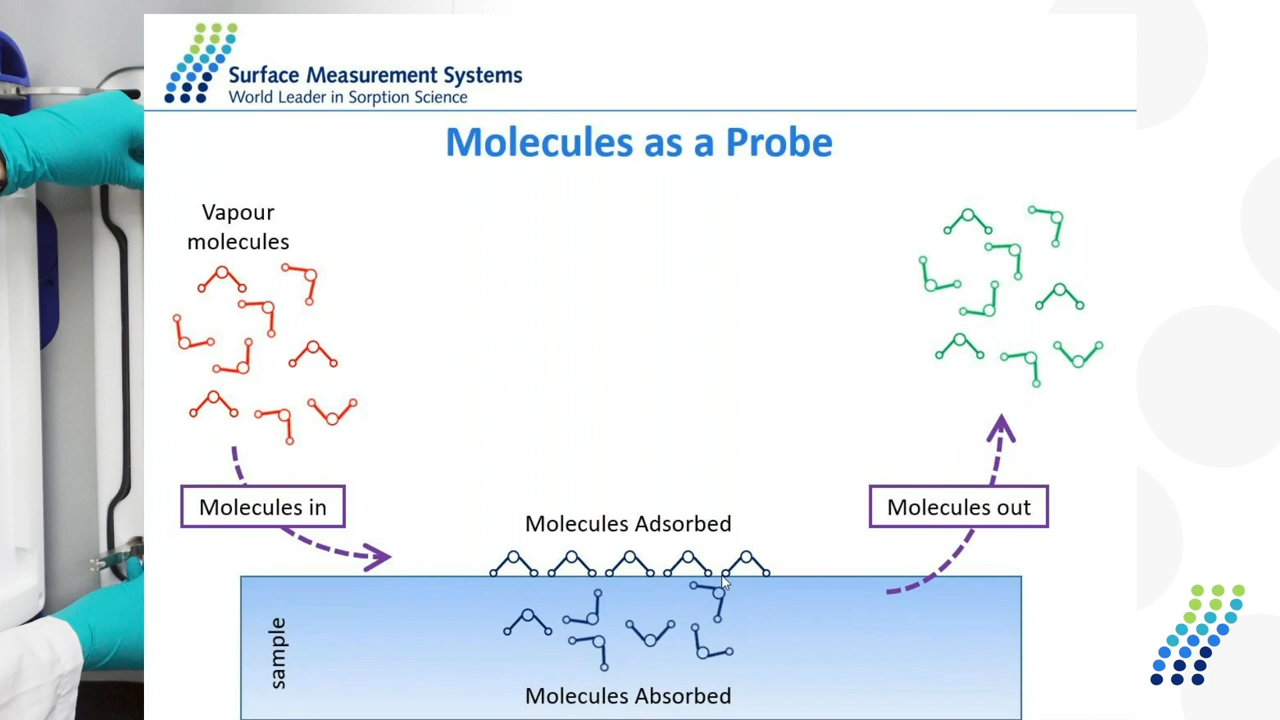 Surface Measurement Systems
World Leader in Sorption Science
Molecules as a Probe
Vapour
molecules
Molecules in
Molecules out
Molecules Adsorbed
sample
Molecules Absorbed